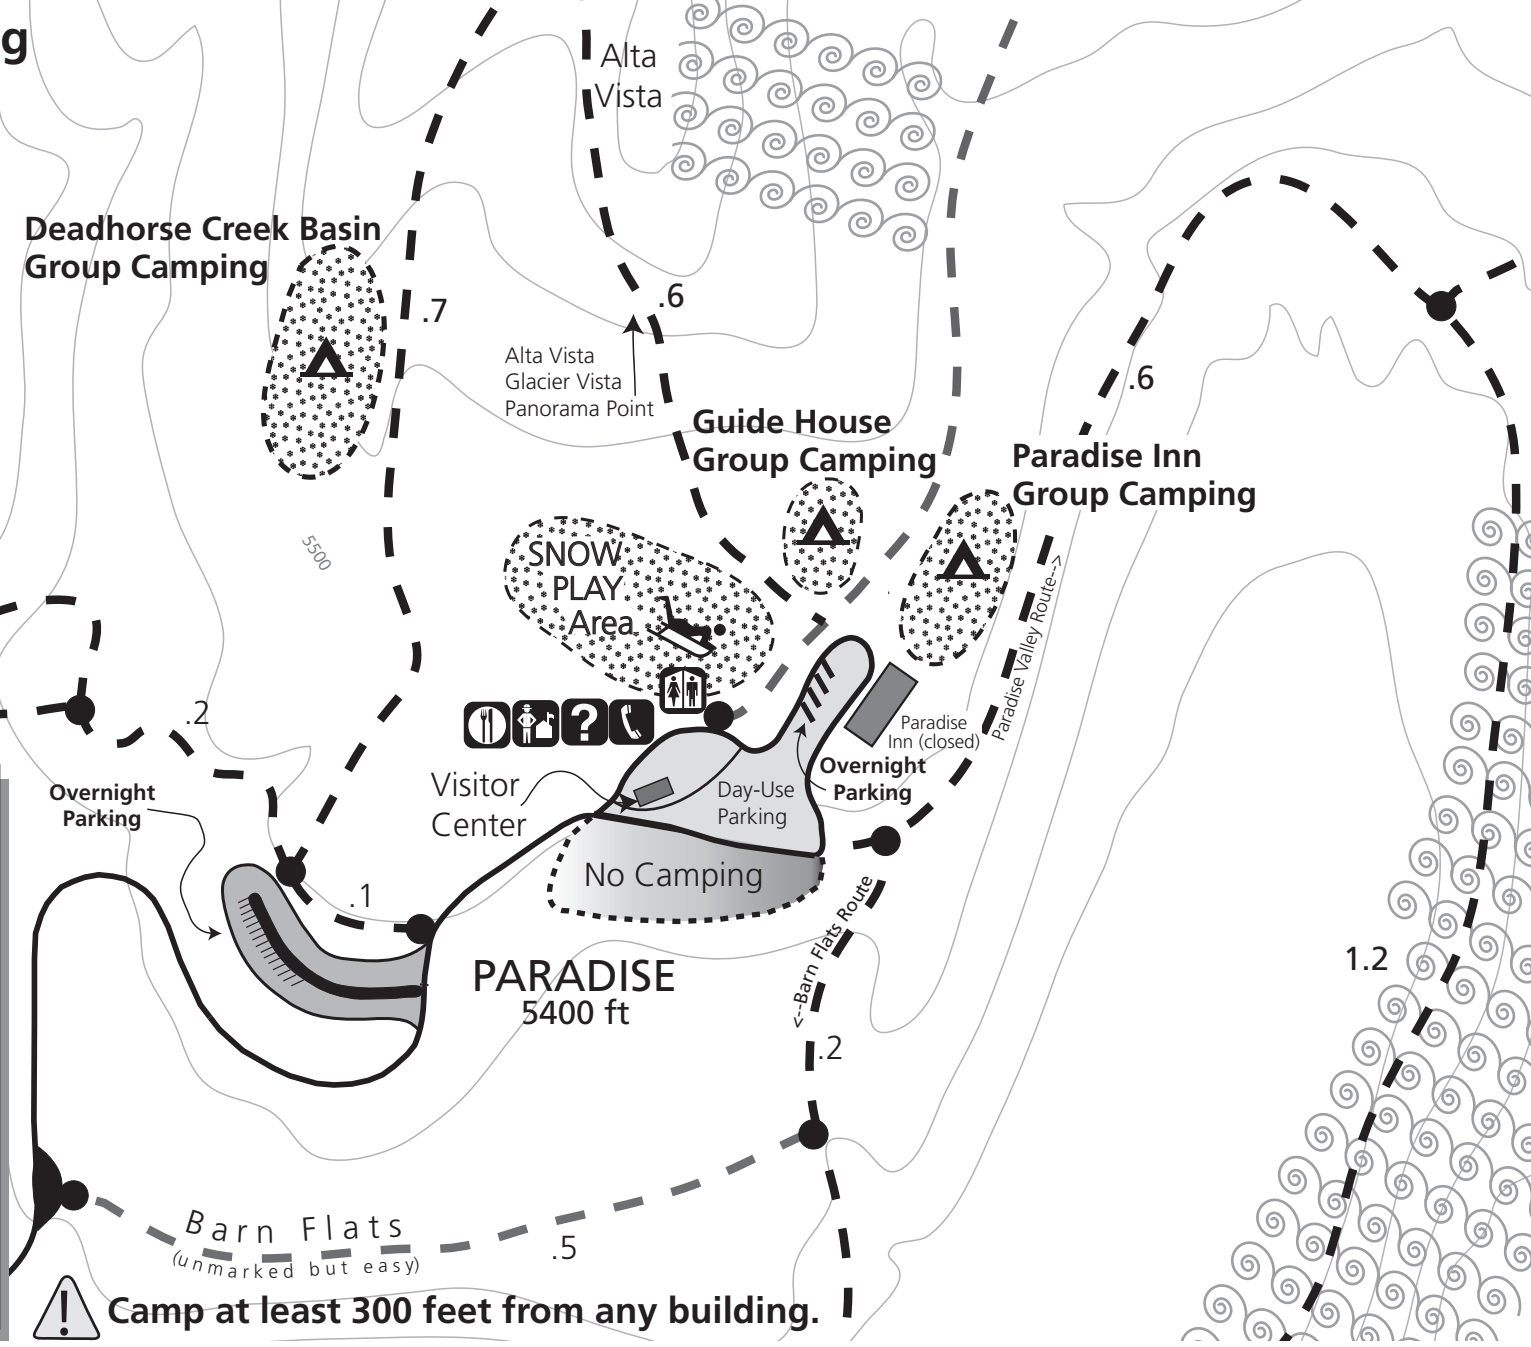 g
Alta
Vista
Deadhorse Creek Basin
Group Camping
.7
.6
Alta Vista
Glacier Vista
Panorama Point
.6
Guide House
Group Camping
Paradise Inn
Group Camping
5500
SNOW
PLAY
Area
Paradise Valley Route-->
.2
?
Paradise
Inn (closed)
Overnight
Parking
Visitor
Center
Day-Use
Parking
Overnight
Parking
No Camping
.1
<--Barn Flats Route
PARADISE
5400 ft
1.2
.2
Barn Flats
(unmarked but easy)
.5
! Camp at least 300 feet from any building.